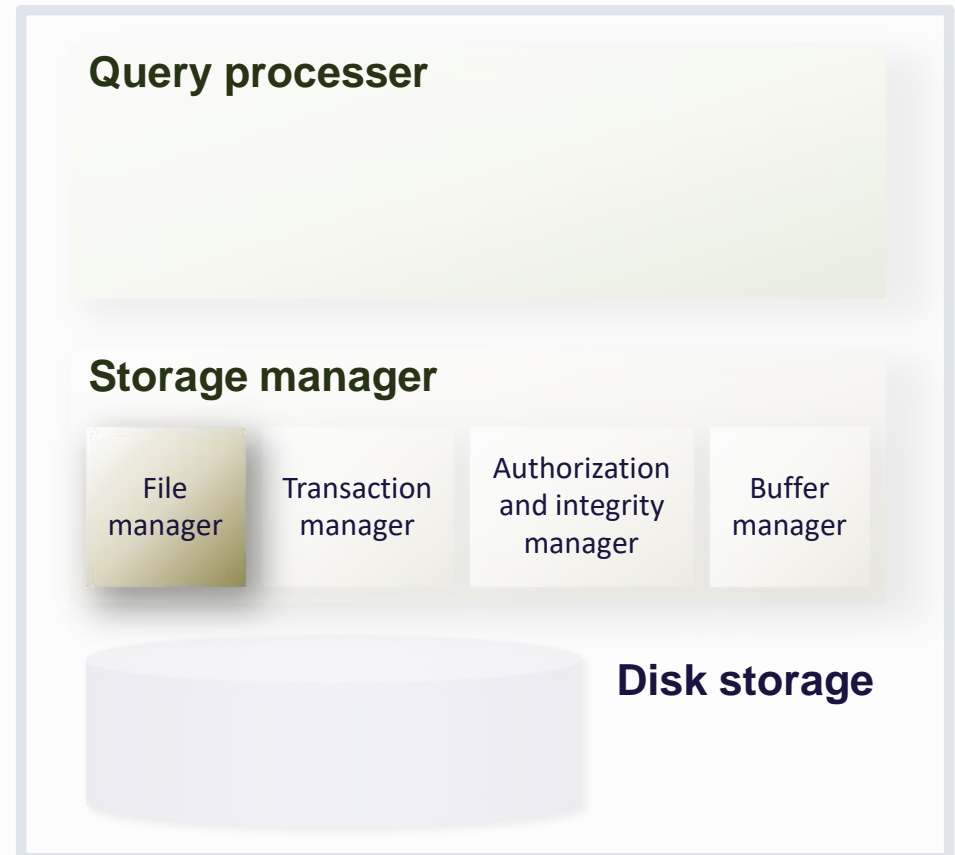 Query processer
Storage manager
File
manager
Transaction
manager
Authorization
and integrity
manager
Buffer
manager
Disk storage